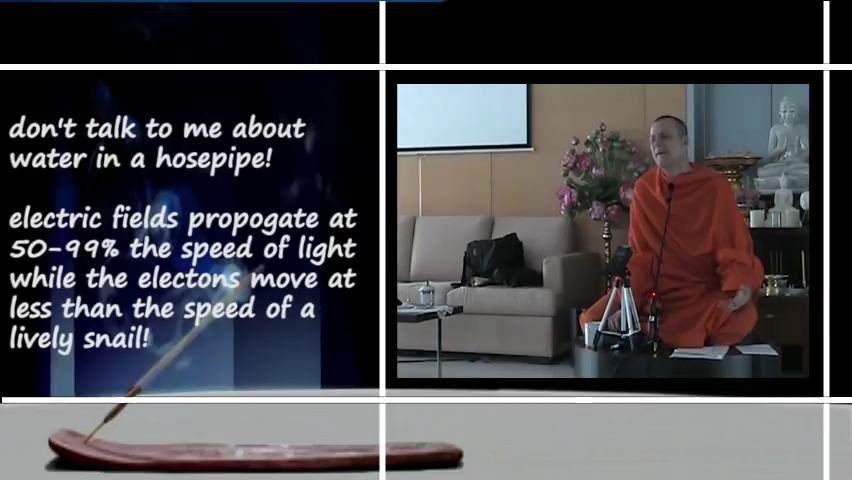 don't talk to me about
water in a hosepipe!
electric fields propogate at
50-99% the speed of light
while the electons move at
less than the speed of a
lively snail!